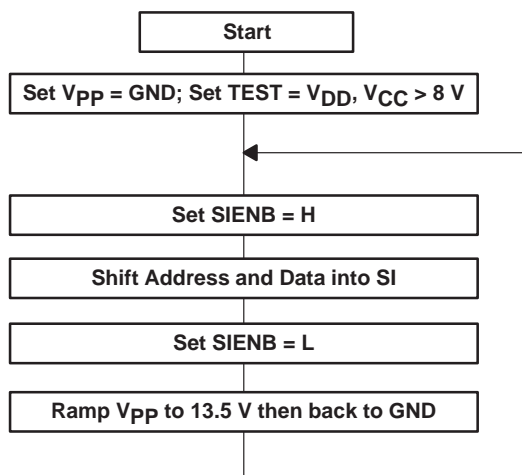 Start
Set VPP = GND; Set TEST = VDD, VCC > 8 V
Set SIENB = H
Shift Address and Data into SI
Set SIENB = L
Ramp VPP to 13.5 V then back to GND